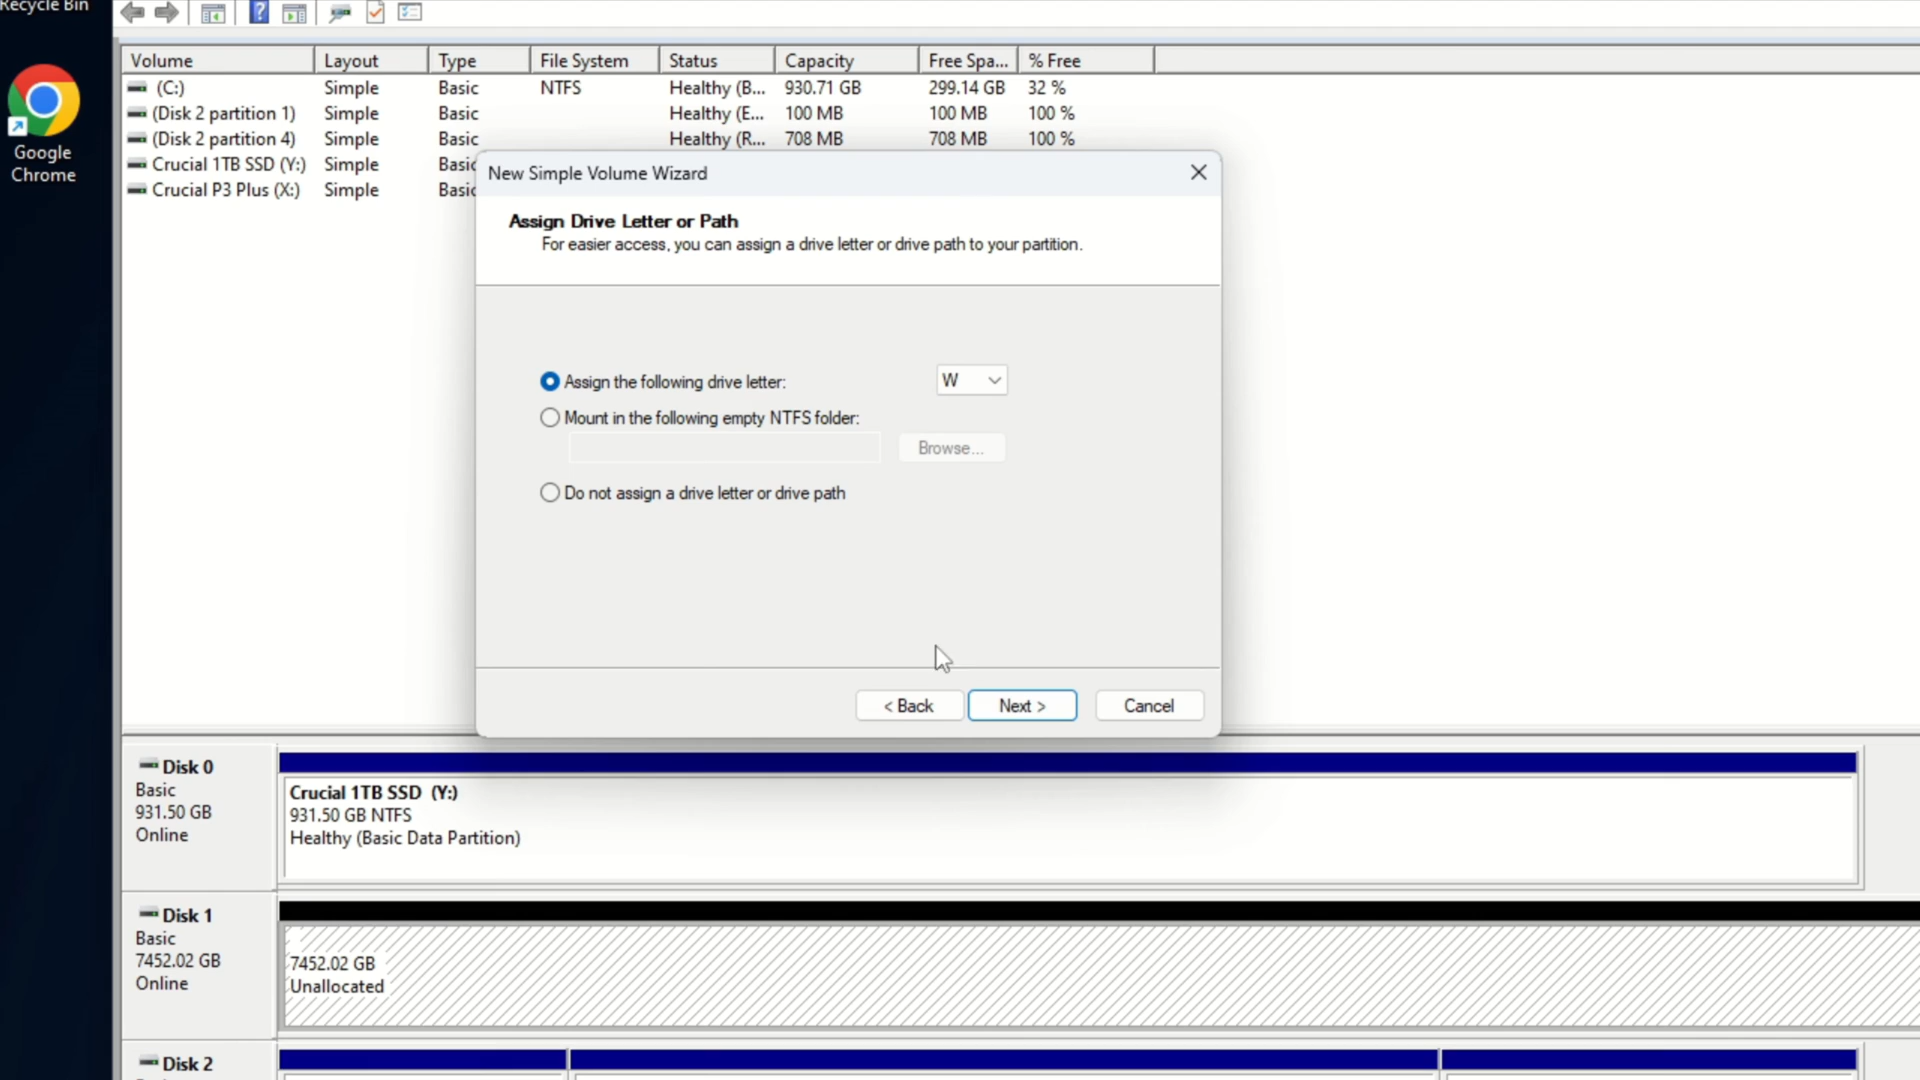 Recycle Bin
Google
Chrome
Volume Layout Type File System Status Capacity Free Spa... % Free
(C:) Simple Basic NTFS Healthy (B... 930.71 GB 299.14 GB 32 %
(Disk 2 partition 1) Simple Basic Healthy (E... 100 MB 100 MB 100 %
(Disk 2 partition 4) Simple Basic Healthy (R... 708 MB 708 MB 100 %
Crucial 1TB SSD (Y:) Simple Basic
Crucial P3 Plus (X:) Simple Basic
New Simple Volume Wizard
Assign Drive Letter or Path
For easier access, you can assign a drive letter or drive path to your partition.
Assign the following drive letter: W
Mount in the following empty NTFS folder:
Browse...
Do not assign a drive letter or drive path
< Back Next > Cancel
Disk 0
Basic
931.50 GB
Online
Crucial 1TB SSD (Y:)
931.50 GB NTFS
Healthy (Basic Data Partition)
Disk 1
Basic
7452.02 GB
Online
7452.02 GB
Unallocated
Disk 2